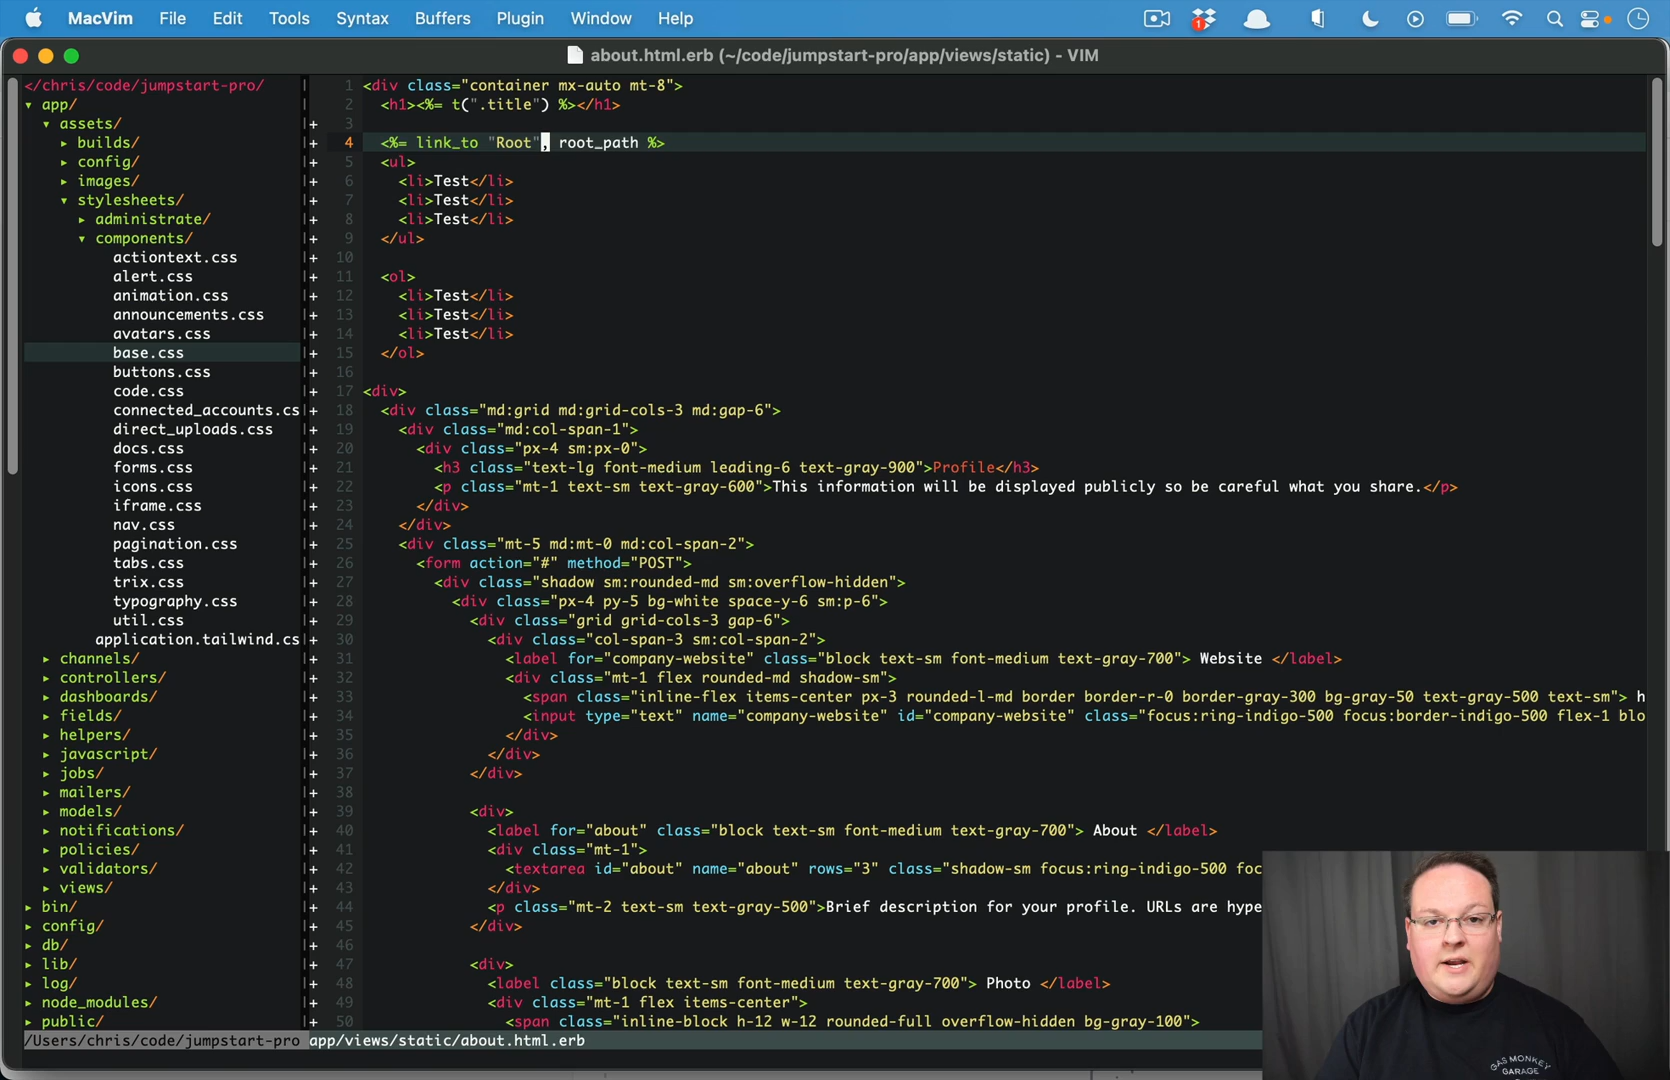 MacVim File Edit Tools Syntax Buffers Plugin Window Help
1
about.html.erb (~/code/jumpstart-pro/app/views/static) - VIM
</chris/code/jumpstart-pro/
▾ app/
▾ assets/
▸ builds/
▸ config/
▸ images/
▾ stylesheets/
▸ administrate/
▾ components/
actiontext.css
alert.css
animation.css
announcements.css
avatars.css
base.css
buttons.css
code.css
connected_accounts.cs
direct_uploads.css
docs.css
forms.css
icons.css
iframe.css
nav.css
pagination.css
tabs.css
trix.css
typography.css
util.css
application.tailwind.cs
▸ channels/
▸ controllers/
▸ dashboards/
▸ fields/
▸ helpers/
▸ javascript/
▸ jobs/
▸ mailers/
▸ models/
▸ notifications/
▸ policies/
▸ validators/
▸ views/
▸ bin/
▸ config/
▸ db/
▸ lib/
▸ log/
▸ node_modules/
▸ public/
/Users/chris/code/jumpstart-pro
1 <div class="container mx-auto mt-8">
2 <h1><%= t(".title") %></h1>
3
4 <%= link_to "Root", root_path %>
5 <ul>
6 <li>Test</li>
7 <li>Test</li>
8 <li>Test</li>
9 </ul>
10
11 <ol>
12 <li>Test</li>
13 <li>Test</li>
14 <li>Test</li>
15 </ol>
16
17 <div>
18 <div class="md:grid md:grid-cols-3 md:gap-6">
19 <div class="md:col-span-1">
20 <div class="px-4 sm:px-0">
21 <h3 class="text-lg font-medium leading-6 text-gray-900">Profile</h3>
22 <p class="mt-1 text-sm text-gray-600">This information will be displayed publicly so be careful what you share.</p>
23 </div>
24 </div>
25 <div class="mt-5 md:mt-0 md:col-span-2">
26 <form action="#" method="POST">
27 <div class="shadow sm:rounded-md sm:overflow-hidden">
28 <div class="px-4 py-5 bg-white space-y-6 sm:p-6">
29 <div class="grid grid-cols-3 gap-6">
30 <div class="col-span-3 sm:col-span-2">
31 <label for="company-website" class="block text-sm font-medium text-gray-700"> Website </label>
32 <div class="mt-1 flex rounded-md shadow-sm">
33 <span class="inline-flex items-center px-3 rounded-l-md border border-r-0 border-gray-300 bg-gray-50 text-gray-500 text-sm"> h
34 <input type="text" name="company-website" id="company-website" class="focus:ring-indigo-500 focus:border-indigo-500 flex-1 blo
35 </div>
36 </div>
37 </div>
38
39 <div>
40 <label for="about" class="block text-sm font-medium text-gray-700"> About </label>
41 <div class="mt-1">
42 <textarea id="about" name="about" rows="3" class="shadow-sm focus:ring-indigo-500 foc
43 </div>
44 <p class="mt-2 text-sm text-gray-500">Brief description for your profile. URLs are hype
45 </div>
46
47 <div>
48 <label class="block text-sm font-medium text-gray-700"> Photo </label>
49 <div class="mt-1 flex items-center">
50 <span class="inline-block h-12 w-12 rounded-full overflow-hidden bg-gray-100">
app/views/static/about.html.erb
GAS MONKEY
GARAGE